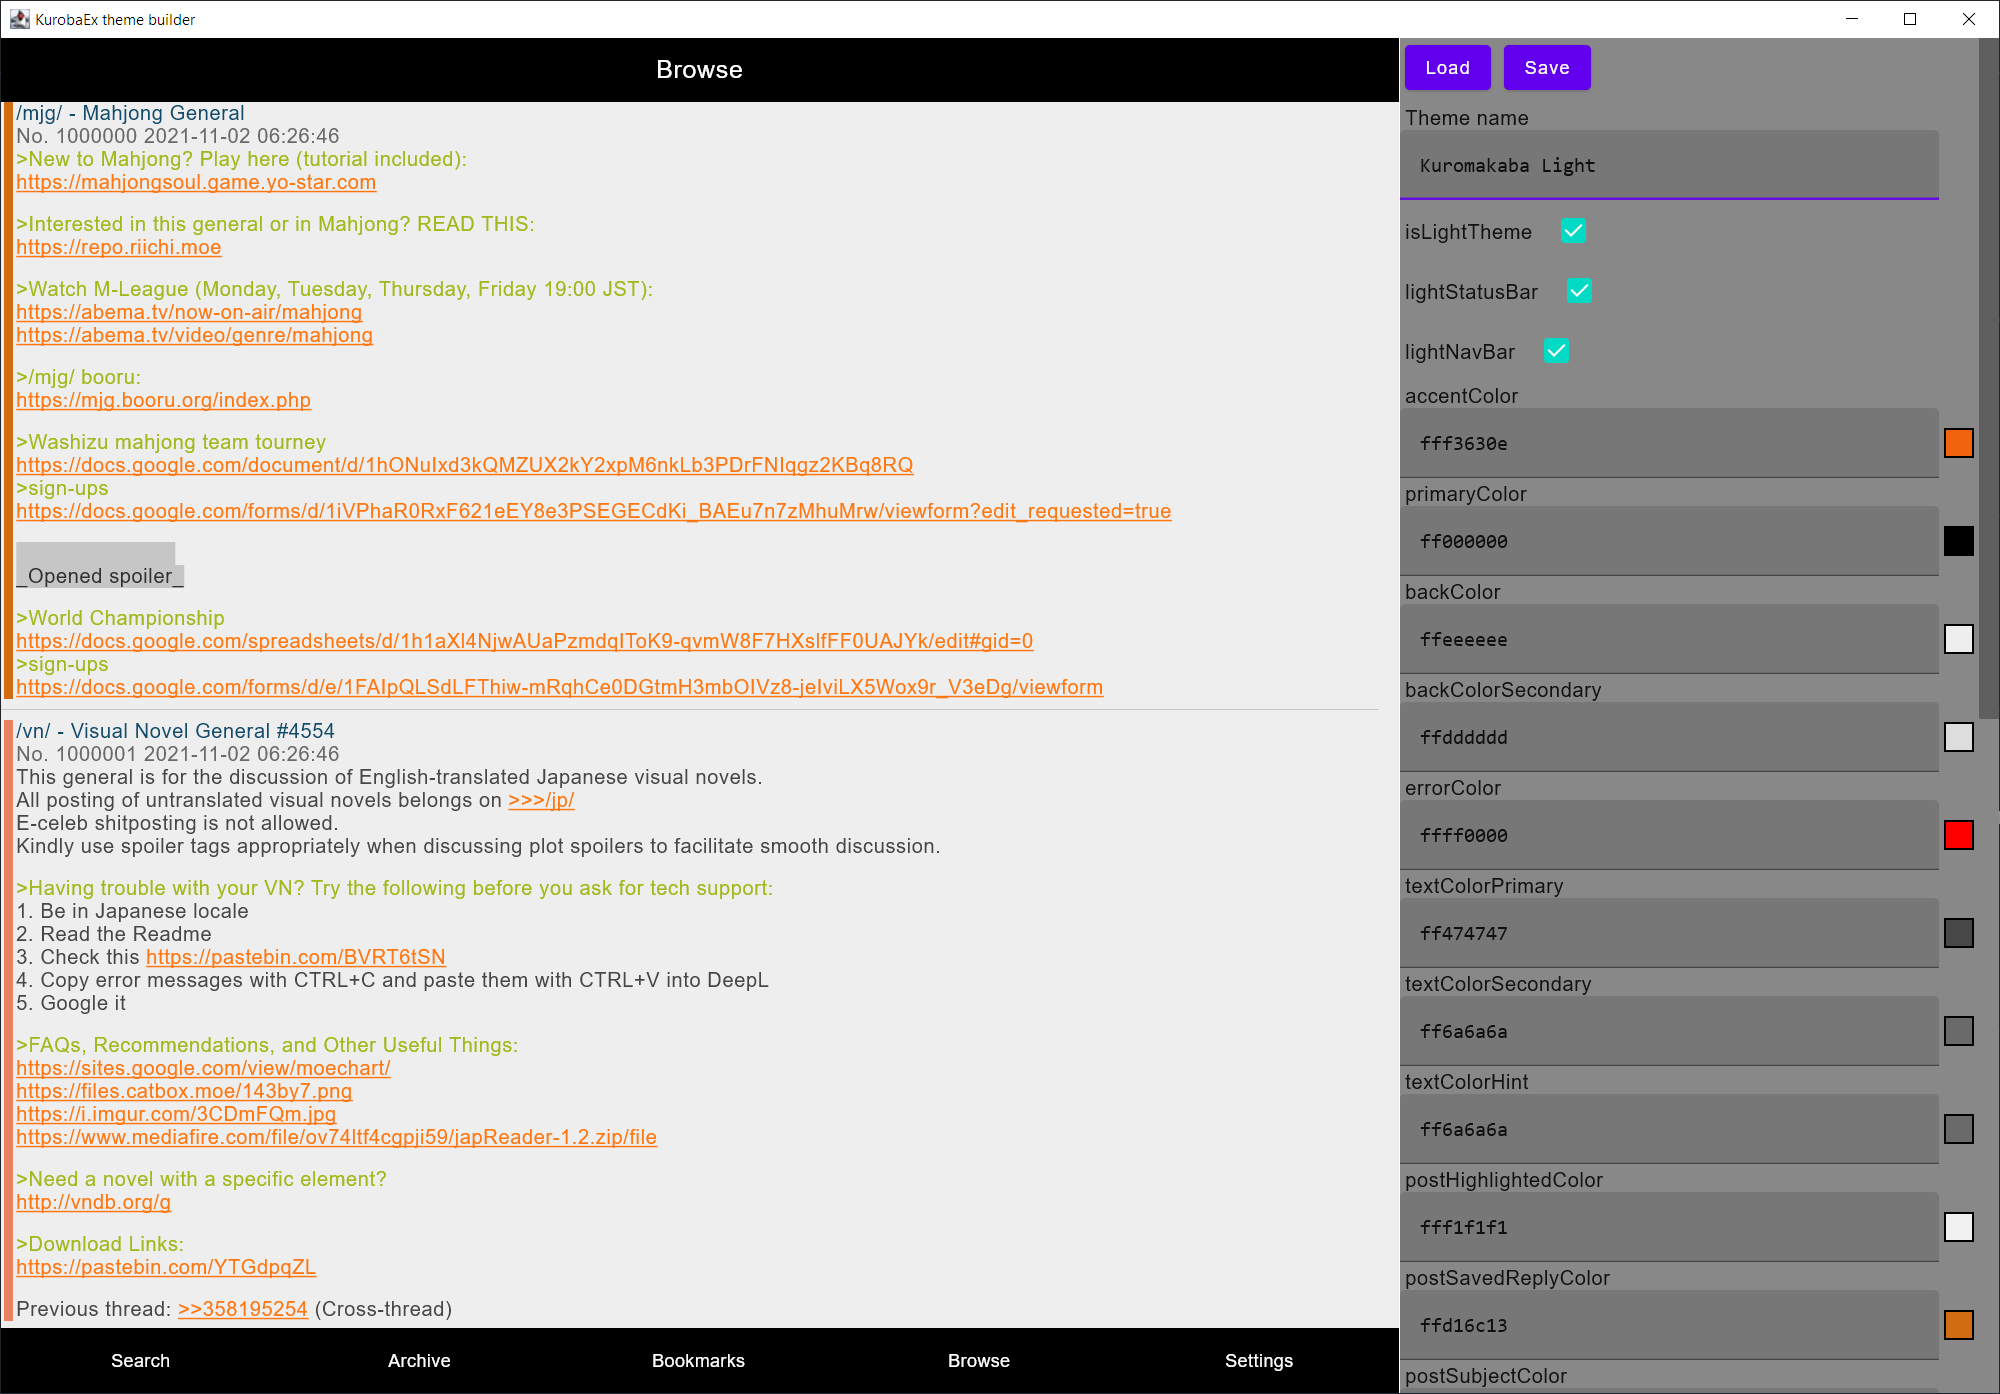 KurobaEx theme builder
Browse
/mjg/ - Mahjong General
No. 1000000 2021-11-02 06:26:46
>New to Mahjong? Play here (tutorial included):
https://mahjongsoul.game.yo-star.com
>Interested in this general or in Mahjong? READ THIS:
https://repo.riichi.moe
>Watch M-League (Monday, Tuesday, Thursday, Friday 19:00 JST):
https://abema.tv/now-on-air/mahjong
https://abema.tv/video/genre/mahjong
>/mjg/ booru:
https://mjg.booru.org/index.php
>Washizu mahjong team tourney
https://docs.google.com/document/d/1hONuIxd3kQMZUX2kY2xpM6nkLb3PDrFNIqgz2KBq8RQ
>sign-ups
https://docs.google.com/forms/d/1iVPhaR0RxF621eEY8e3PSEGECdKi_BAEu7n7zMhuMrw/viewform?edit_requested=true
_Opened spoiler_
>World Championship
https://docs.google.com/spreadsheets/d/1h1aXl4NjwAUaPzmdqIToK9-qvmW8F7HXslfFF0UAJYk/edit#gid=0
>sign-ups
https://docs.google.com/forms/d/e/1FAIpQLSdLFThiw-mRqhCe0DGtmH3mbOIVz8-jeIviLX5Wox9r_V3eDg/viewform
/vn/ - Visual Novel General #4554
No. 1000001 2021-11-02 06:26:46
This general is for the discussion of English-translated Japanese visual novels.
All posting of untranslated visual novels belongs on >>>/jp/
E-celeb shitposting is not allowed.
Kindly use spoiler tags appropriately when discussing plot spoilers to facilitate smooth discussion.
>Having trouble with your VN? Try the following before you ask for tech support:
1. Be in Japanese locale
2. Read the Readme
3. Check this https://pastebin.com/BVRT6tSN
4. Copy error messages with CTRL+C and paste them with CTRL+V into DeepL
5. Google it
>FAQs, Recommendations, and Other Useful Things:
https://sites.google.com/view/moechart/
https://files.catbox.moe/143by7.png
https://i.imgur.com/3CDmFQm.jpg
https://www.mediafire.com/file/ov74ltf4cgpji59/japReader-1.2.zip/file
>Need a novel with a specific element?
http://vndb.org/g
>Download Links:
https://pastebin.com/YTGdpqZL
Previous thread: >>358195254 (Cross-thread)
Search
Archive
Bookmarks
Browse
Settings
Load
Save
Theme name
Kuromakaba Light
isLightTheme
lightStatusBar
lightNavBar
accentColor
fff3630e
primaryColor
ff000000
backColor
ffeeeeee
backColorSecondary
ffdddddd
errorColor
ffff0000
textColorPrimary
ff474747
textColorSecondary
ff6a6a6a
textColorHint
ff6a6a6a
postHighlightedColor
fff1f1f1
postSavedReplyColor
ffd16c13
postSubjectColor